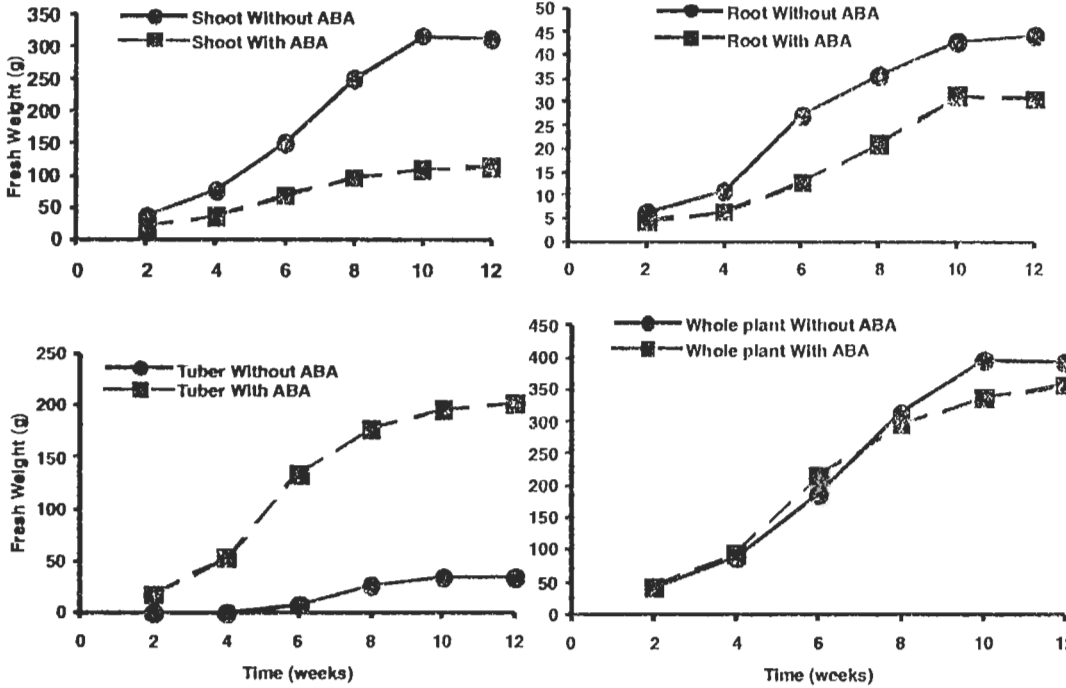 Shoot Without ABA
Shoot With ABA
Fresh Weight (g)
350
300
250
200
150
100
50
0
0 2 4 6 8 10 12
Root Without ABA
Root With ABA
50
45
40
35
30
25
20
15
10
5
0
0 2 4 6 8 10 12
Tuber Without ABA
Tuber With ABA
Fresh Weight (g)
250
200
150
100
50
0
0 2 4 6 8 10 12
Time (weeks)
Whole plant Without ABA
Whole plant With ABA
450
400
350
300
250
200
150
100
50
0
0 2 4 6 8 10 12
Time (weeks)